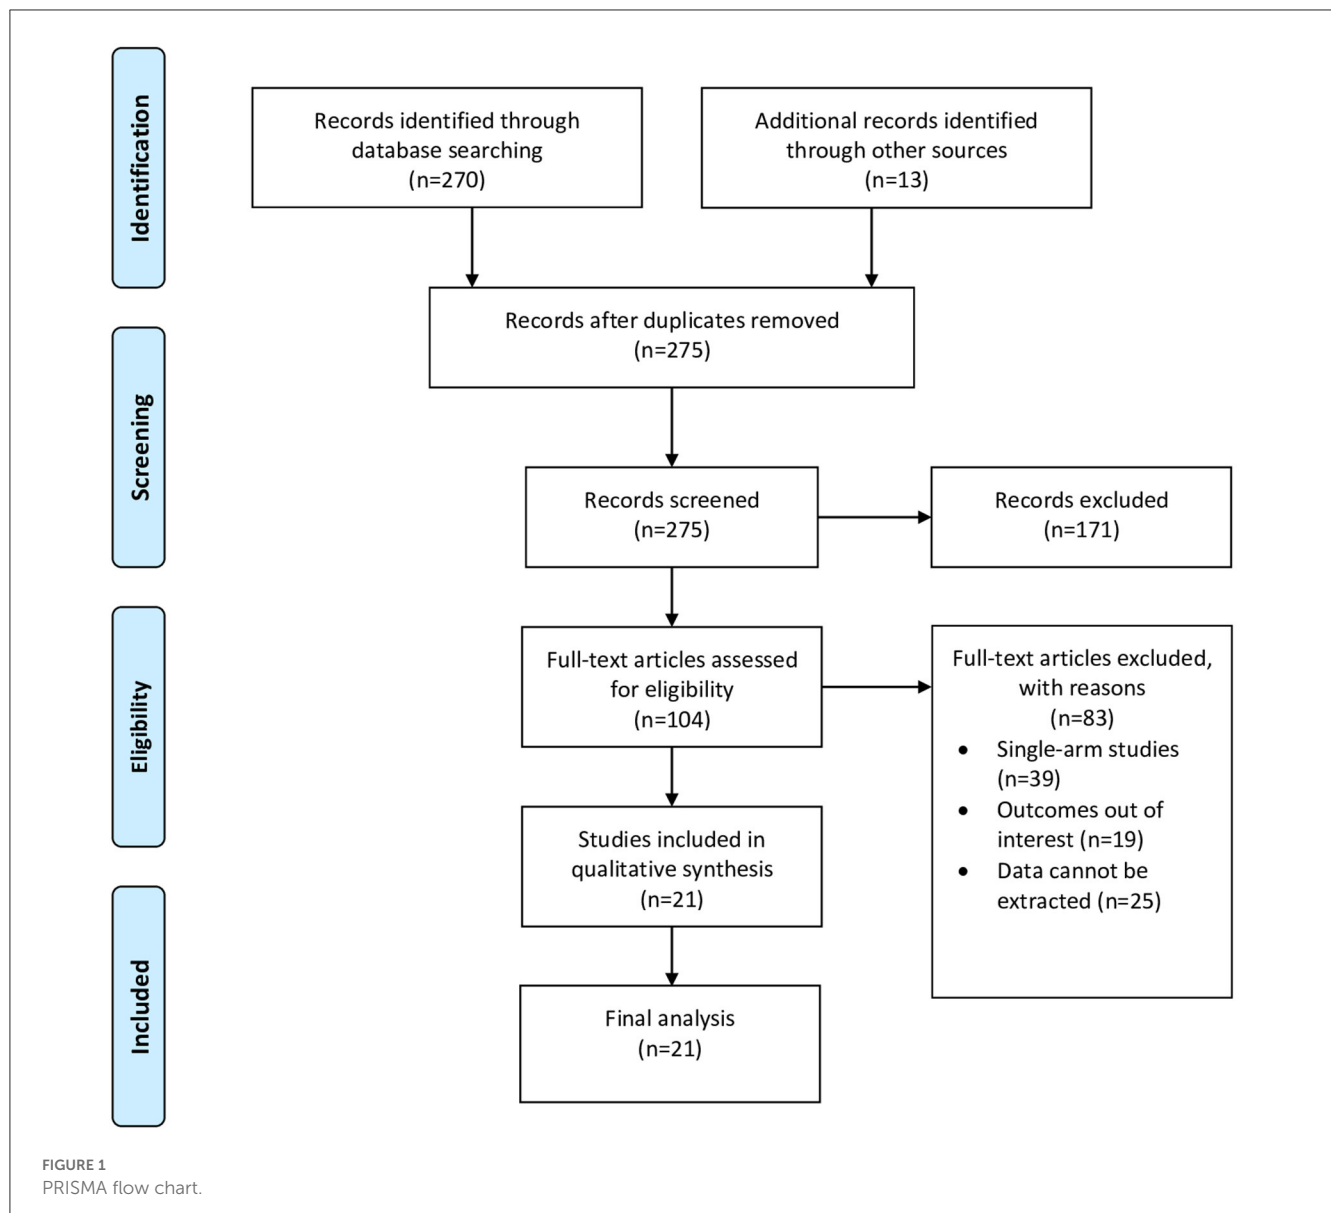 Identification
Records identified through
database searching
(n=270)
Additional records identified
through other sources
(n=13)
Records after duplicates removed
(n=275)
Screening
Records screened
(n=275)
Records excluded
(n=171)
Eligibility
Full-text articles assessed
for eligibility
(n=104)
Full-text articles excluded,
with reasons
(n=83)
• Single-arm studies
(n=39)
• Outcomes out of
interest (n=19)
• Data cannot be
extracted (n=25)
Studies included in
qualitative synthesis
(n=21)
Included
Final analysis
(n=21)
FIGURE 1
PRISMA flow chart.